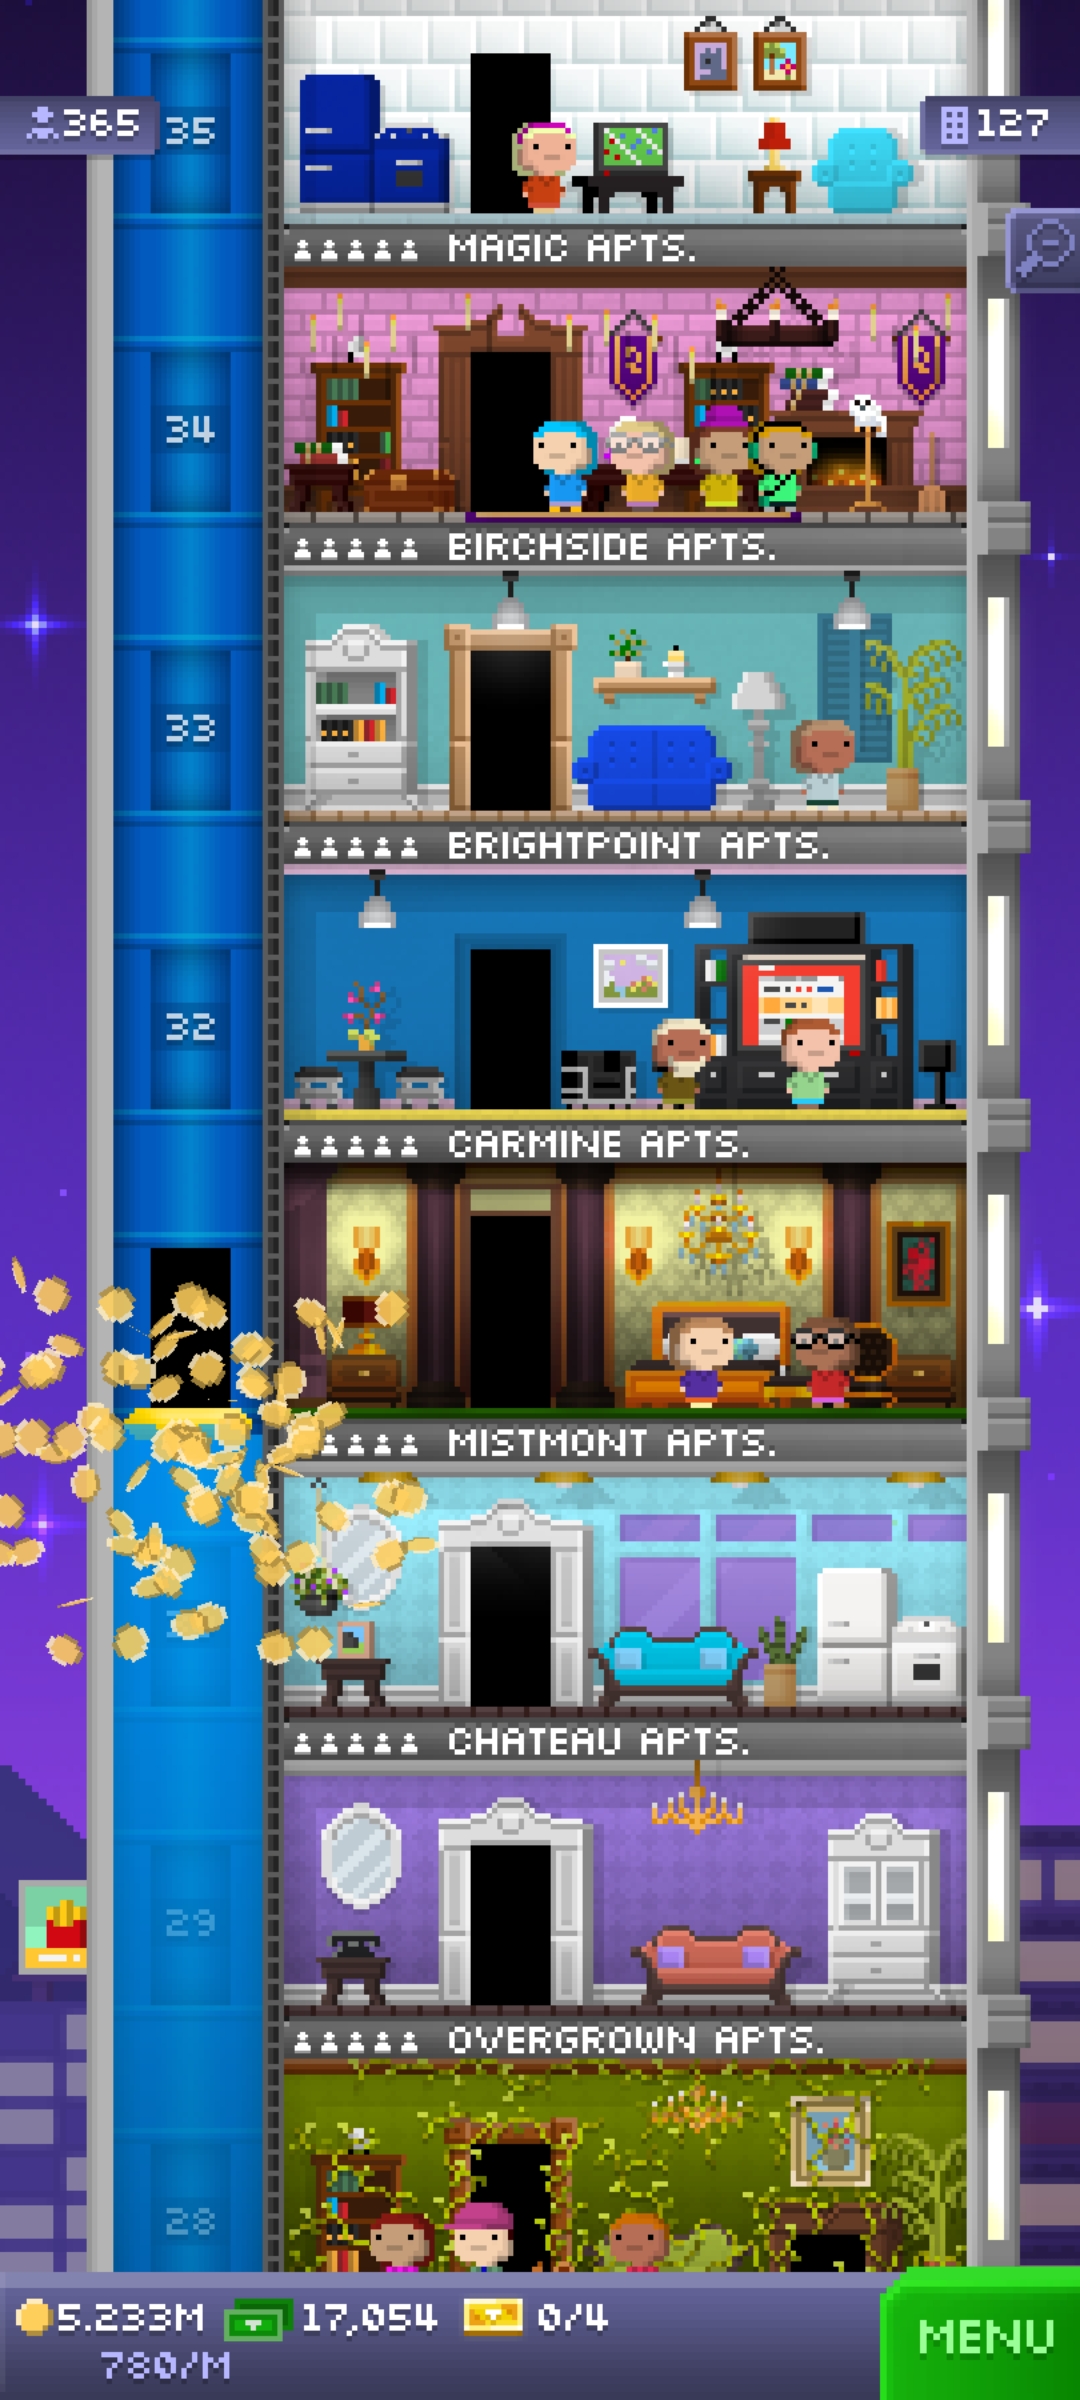 365
35
127
MAGIC APTS.
34
BIRCHSIDE APTS.
33
BRIGHTPOINT APTS.
32
CARMINE APTS.
MISTMONT APTS.
CHATEAU APTS.
29
OVERGROWN APTS.
28
5.233M 17,054 0/4
780/M
MENU